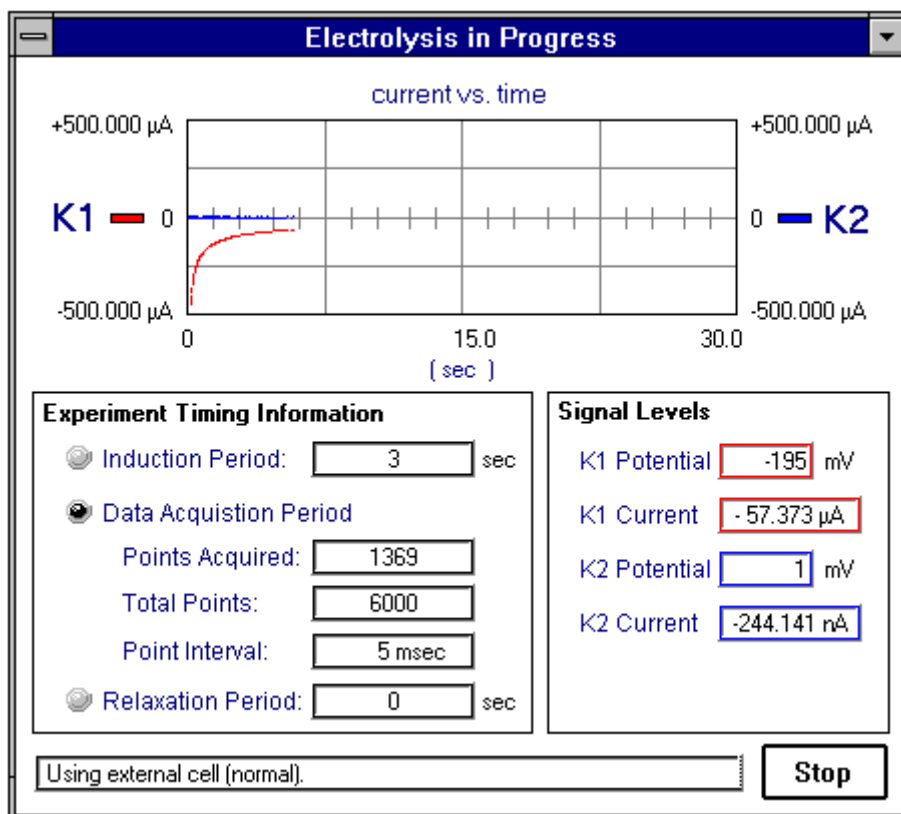 Electrolysis in Progress
current vs. time
+500.000 µA
+500.000 µA
K1
0
0
K2
-500.000 µA
-500.000 µA
0
15.0
30.0
( sec )
Experiment Timing Information
Induction Period: 3 sec
Data Acquistion Period
Points Acquired: 1369
Total Points: 6000
Point Interval: 5 msec
Relaxation Period: 0 sec
Signal Levels
K1 Potential -195 mV
K1 Current - 57.373 µA
K2 Potential 1 mV
K2 Current -244.141 nA
Using external cell (normal).
Stop